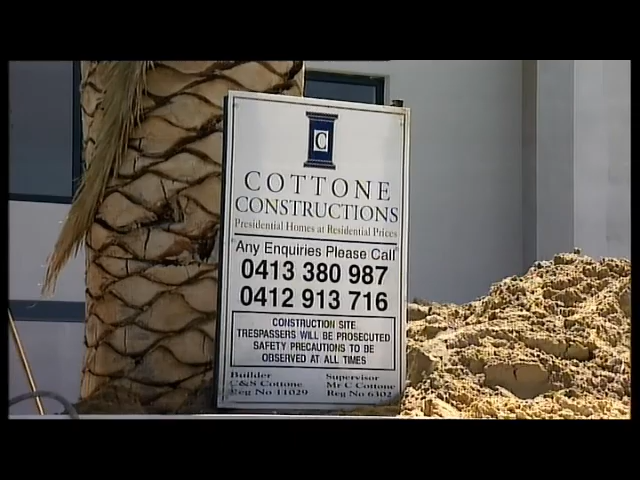 C
COTTONE
CONSTRUCTIONS
Presidential Homes at Residential Prices
Any Enquiries Please Call
0413 380 987
0412 913 716
CONSTRUCTION SITE
TRESPASSERS WILL BE PROSECUTED
SAFETY PRECAUTIONS TO BE
OBSERVED AT ALL TIMES
Builder Supervisor
C&S Cottone Mr C Cottone
Reg No 11029 Reg No 6302